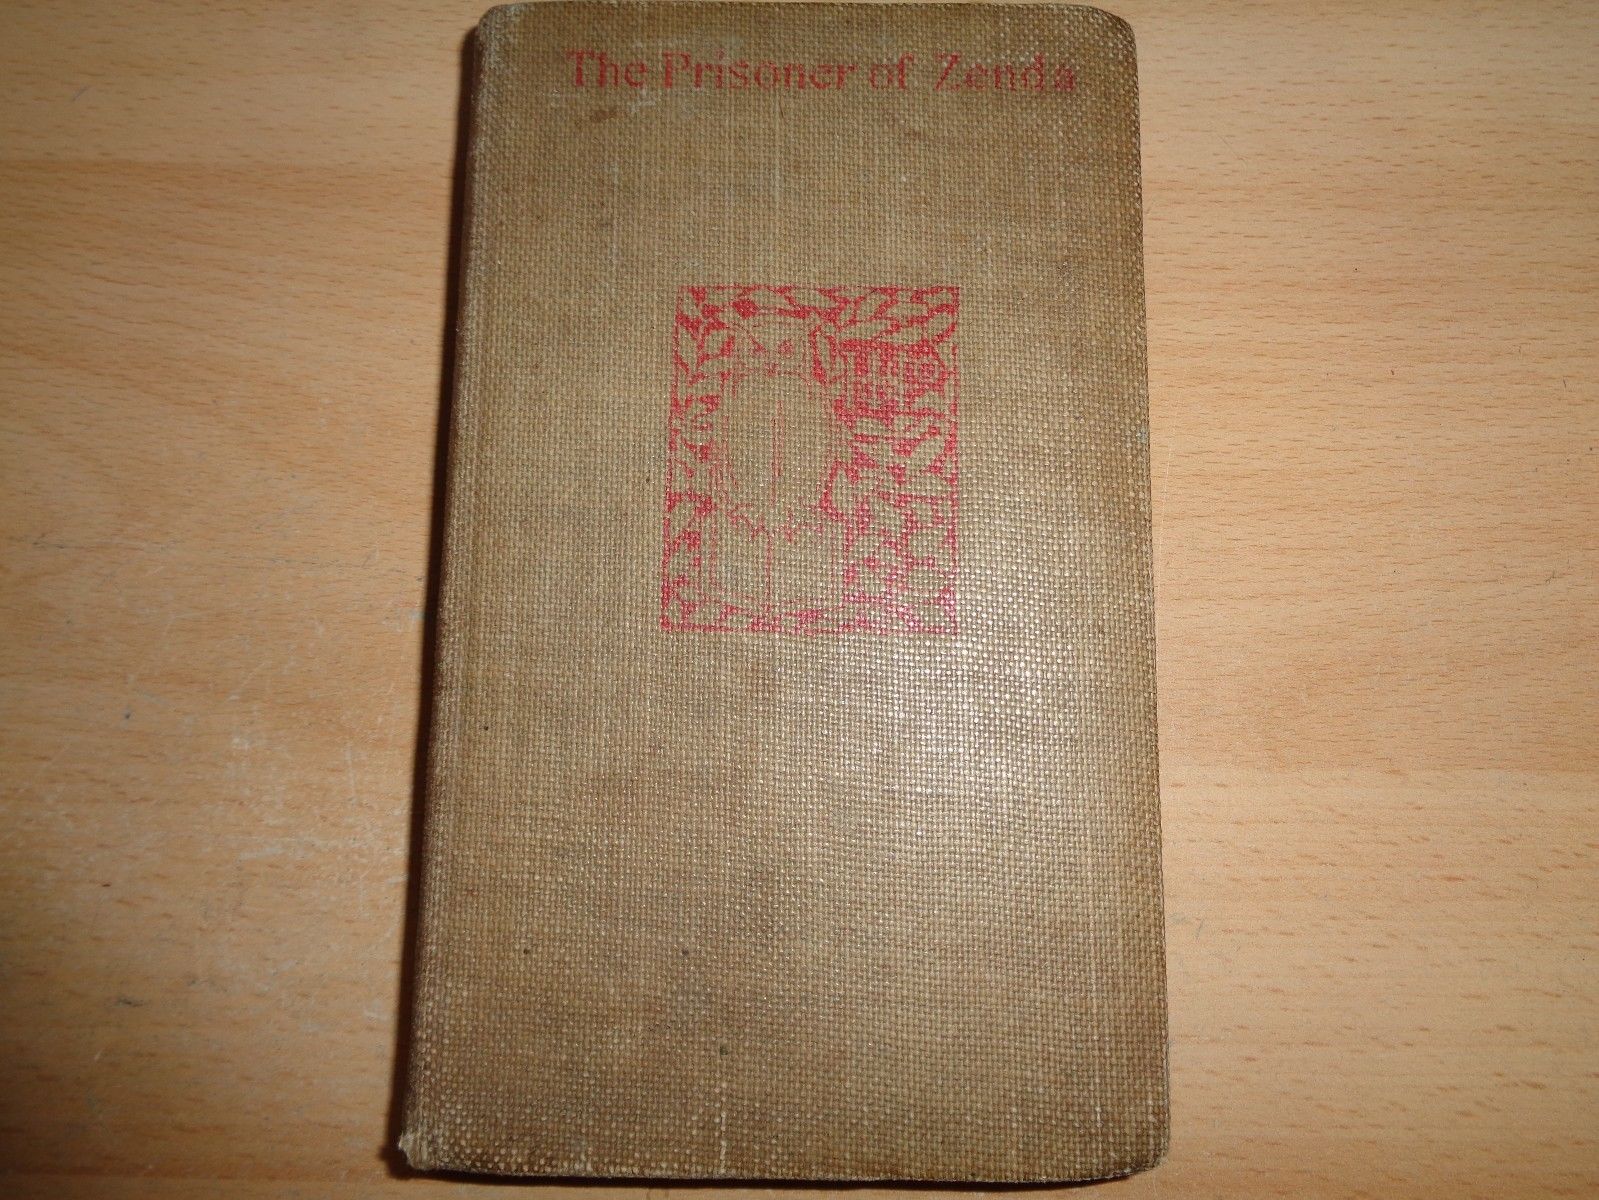 The Prisoner of Zenda